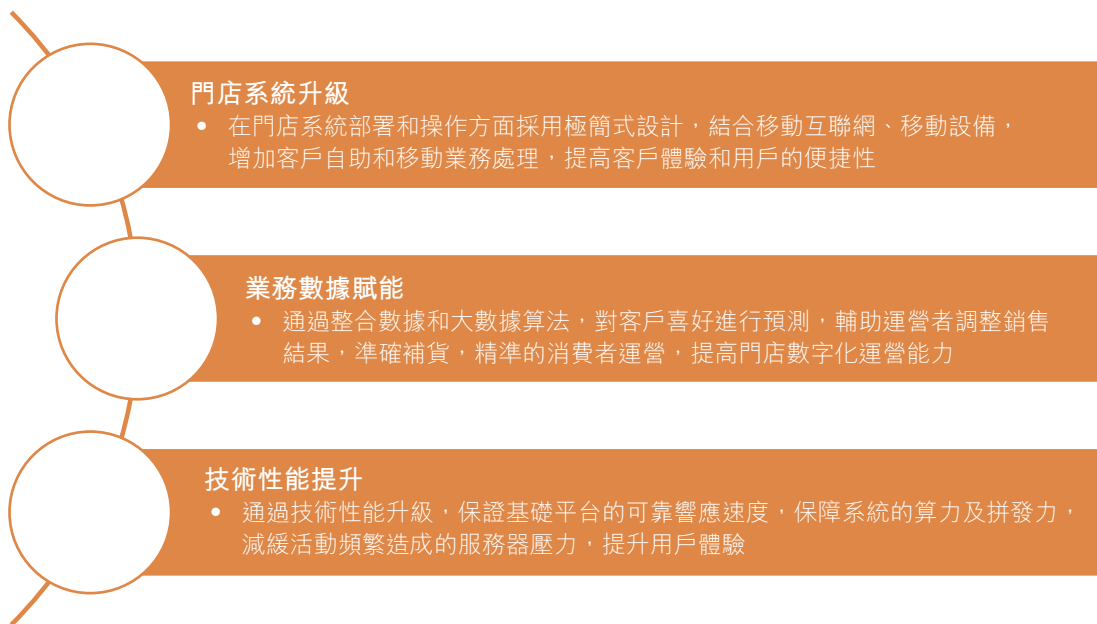 門店系統升級
• 在門店系統部署和操作方面採用極簡式設計，結合移動互聯網、移動設備，
增加客戶自助和移動業務處理，提高客戶體驗和用戶的便捷性
業務數據賦能
• 通過整合數據和大數據算法，對客戶喜好進行預測，輔助運營者調整銷售
結果，準確補貨，精準的消費者運營，提高門店數字化運營能力
技術性能提升
• 通過技術性能升級，保證基礎平台的可靠響應速度，保障系統的算力及拼發力，
減緩活動頻繁造成的服務器壓力，提升用戶體驗